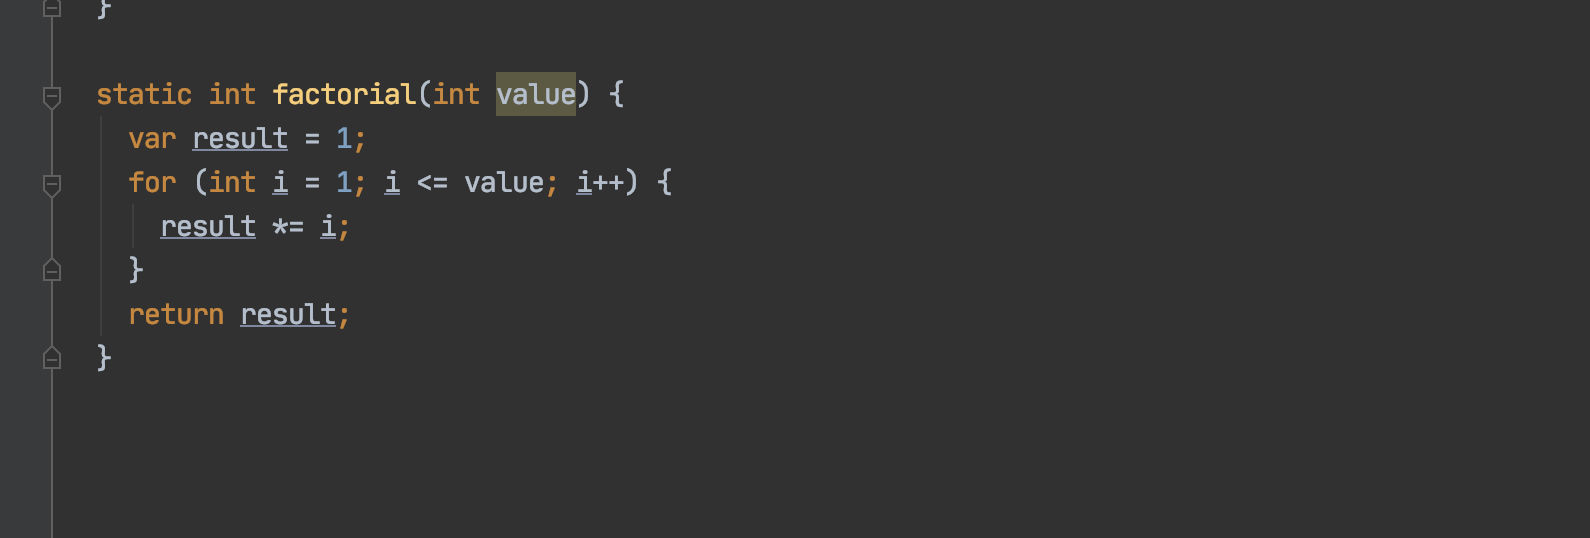 }
static int factorial(int value) {
var result = 1;
for (int i = 1; i <= value; i++) {
result *= i;
}
return result;
}